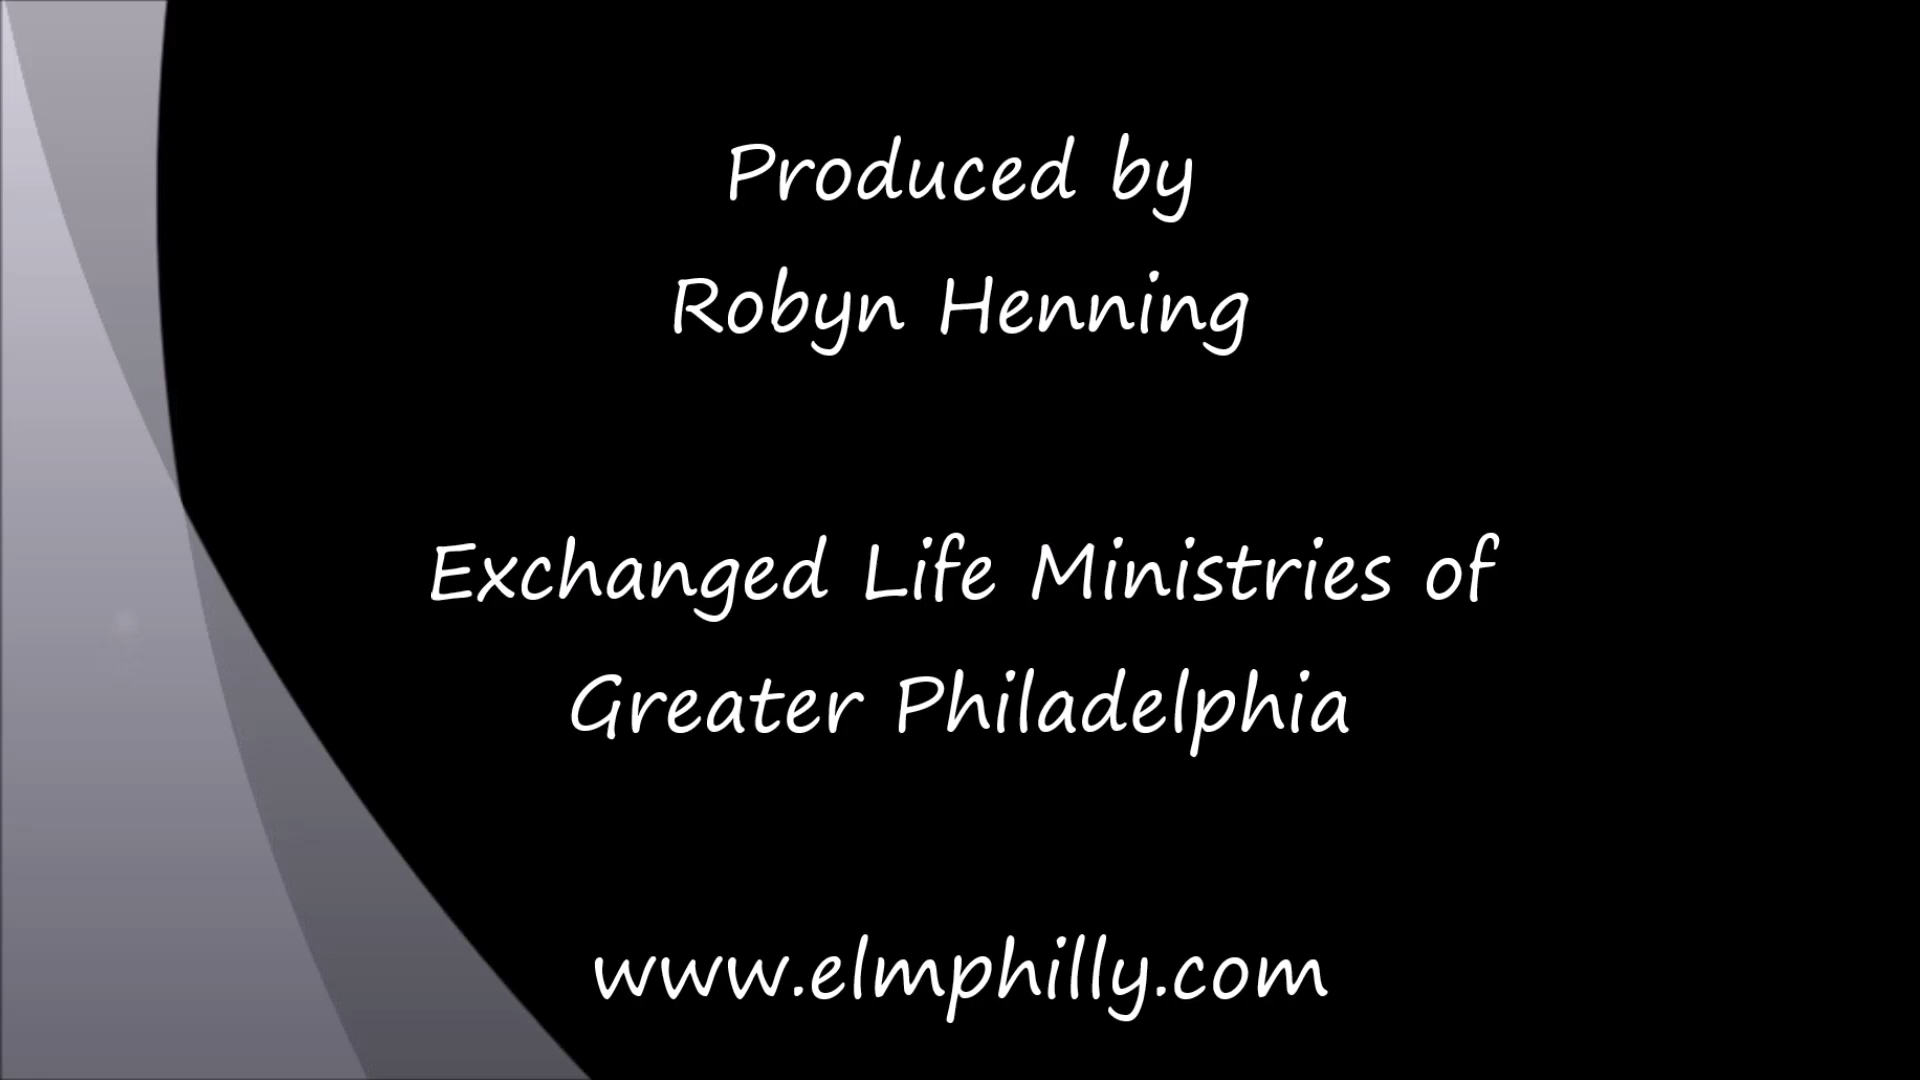 Produced by
Robyn Henning
Exchanged Life Ministries of
Greater Philadelphia
www.elmphilly.com